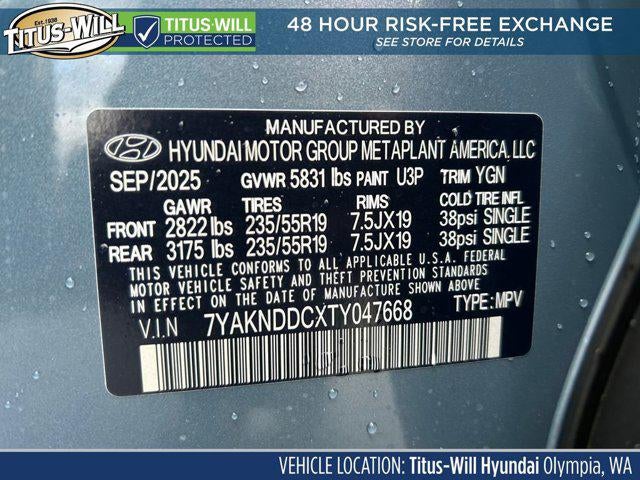 Est. 1938
TITUS-WILL
TITUS-WILL
PROTECTED
48 HOUR RISK-FREE EXCHANGE
SEE STORE FOR DETAILS
MANUFACTURED BY
HYUNDAI MOTOR GROUP METAPLANT AMERICA, LLC
SEP/2025 GVWR 5831 lbs PAINT U3P TRIM YGN
GAWR TIRES RIMS COLD TIRE INFL
FRONT 2822 lbs 235/55R19 7.5JX19 38psi SINGLE
REAR 3175 lbs 235/55R19 7.5JX19 38psi SINGLE
THIS VEHICLE CONFORMS TO ALL APPLICABLE U.S.A. FEDERAL
MOTOR VEHICLE SAFETY AND THEFT PREVENTION STANDARDS
IN EFFECT ON THE DATE OF MANUFACTURE SHOWN ABOVE.
V.I.N 7YAKNDDCXTY047668 TYPE: MPV
VEHICLE LOCATION: Titus-Will Hyundai Olympia, WA